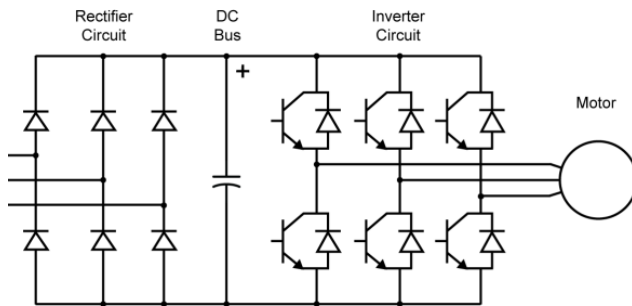 Rectifier
Circuit
DC
Bus
Inverter
Circuit
+
Motor